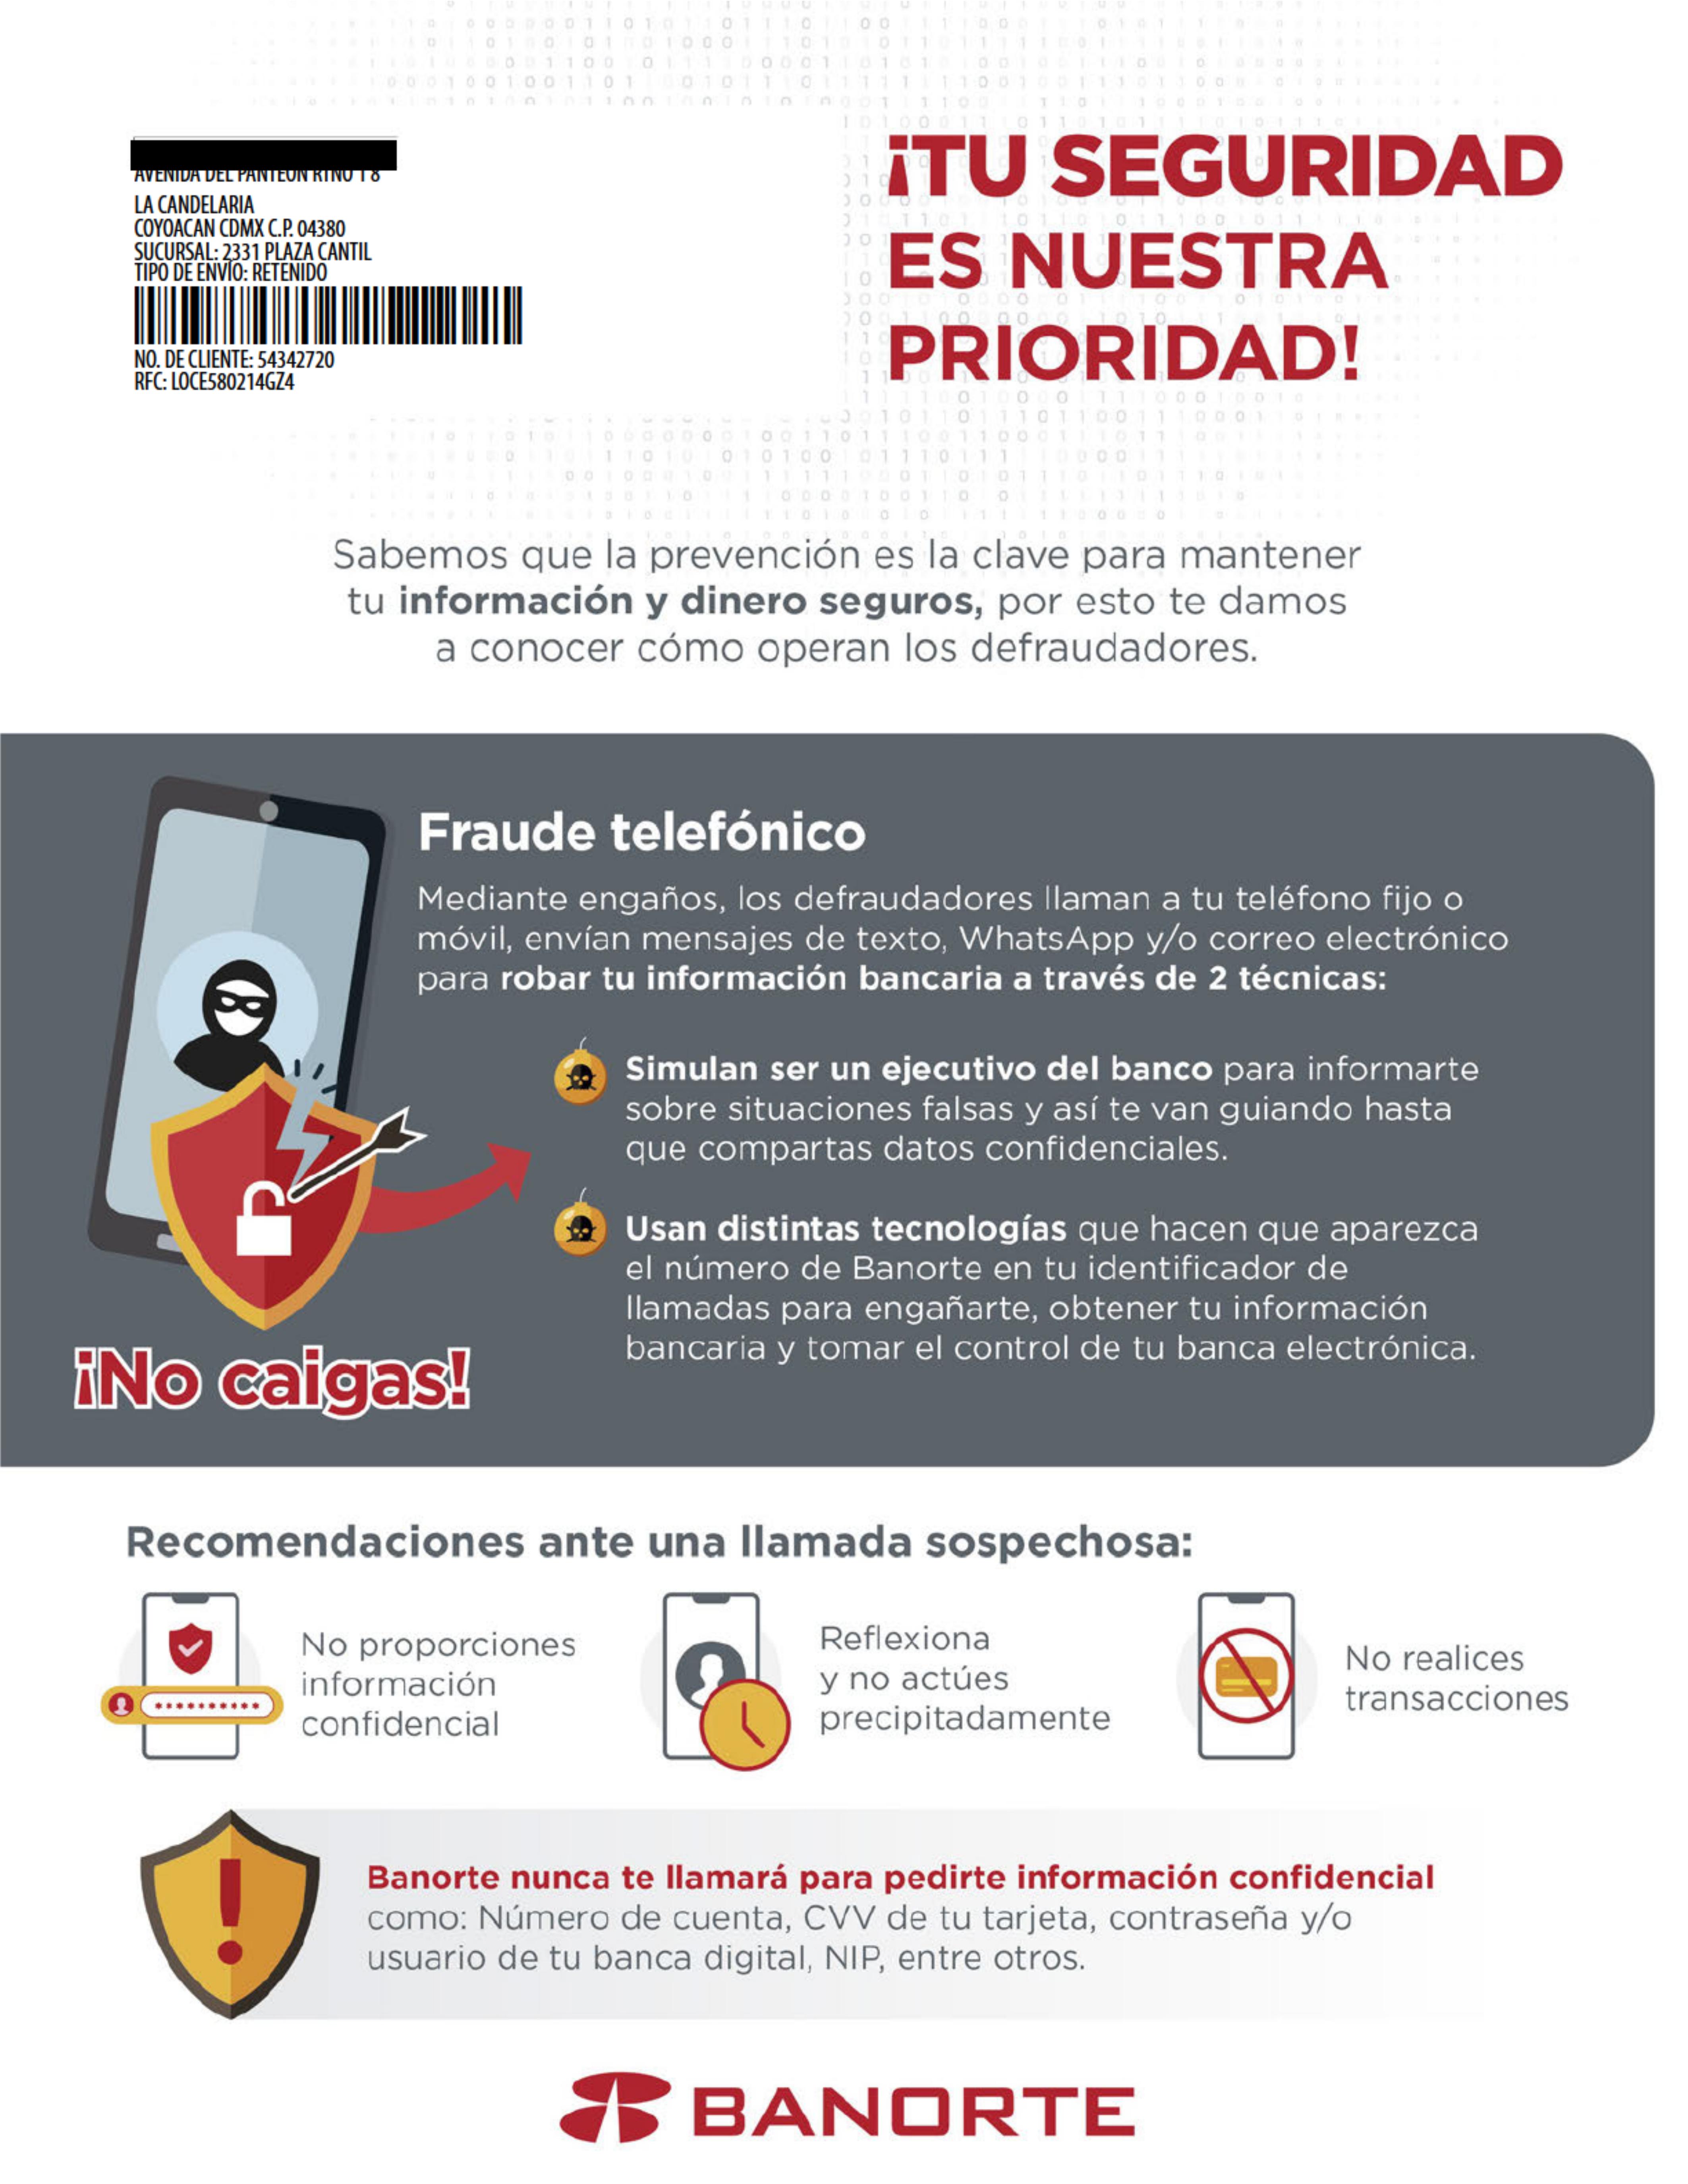 AVENIDA DEL PANTEON RTNO 1 8
LA CANDELARIA
COYOACAN CDMX C.P. 04380
SUCURSAL: 2331 PLAZA CANTIL
TIPO DE ENVÍO: RETENIDO
NO. DE CLIENTE: 54342720
RFC: LOCE580214GZ4
¡TU SEGURIDAD
ES NUESTRA
PRIORIDAD!
Sabemos que la prevención es la clave para mantener
tu información y dinero seguros, por esto te damos
a conocer cómo operan los defraudadores.
Fraude telefónico
Mediante engaños, los defraudadores llaman a tu teléfono fijo o
móvil, envían mensajes de texto, WhatsApp y/o correo electrónico
para robar tu información bancaria a través de 2 técnicas:
Simulan ser un ejecutivo del banco para informarte
sobre situaciones falsas y así te van guiando hasta
que compartas datos confidenciales.
Usan distintas tecnologías que hacen que aparezca
el número de Banorte en tu identificador de
llamadas para engañarte, obtener tu información
bancaria y tomar el control de tu banca electrónica.
¡No caigas!
Recomendaciones ante una llamada sospechosa:
No proporciones
información
confidencial
Reflexiona
y no actúes
precipitadamente
No realices
transacciones
Banorte nunca te llamará para pedirte información confidencial
como: Número de cuenta, CVV de tu tarjeta, contraseña y/o
usuario de tu banca digital, NIP, entre otros.
BANORTE